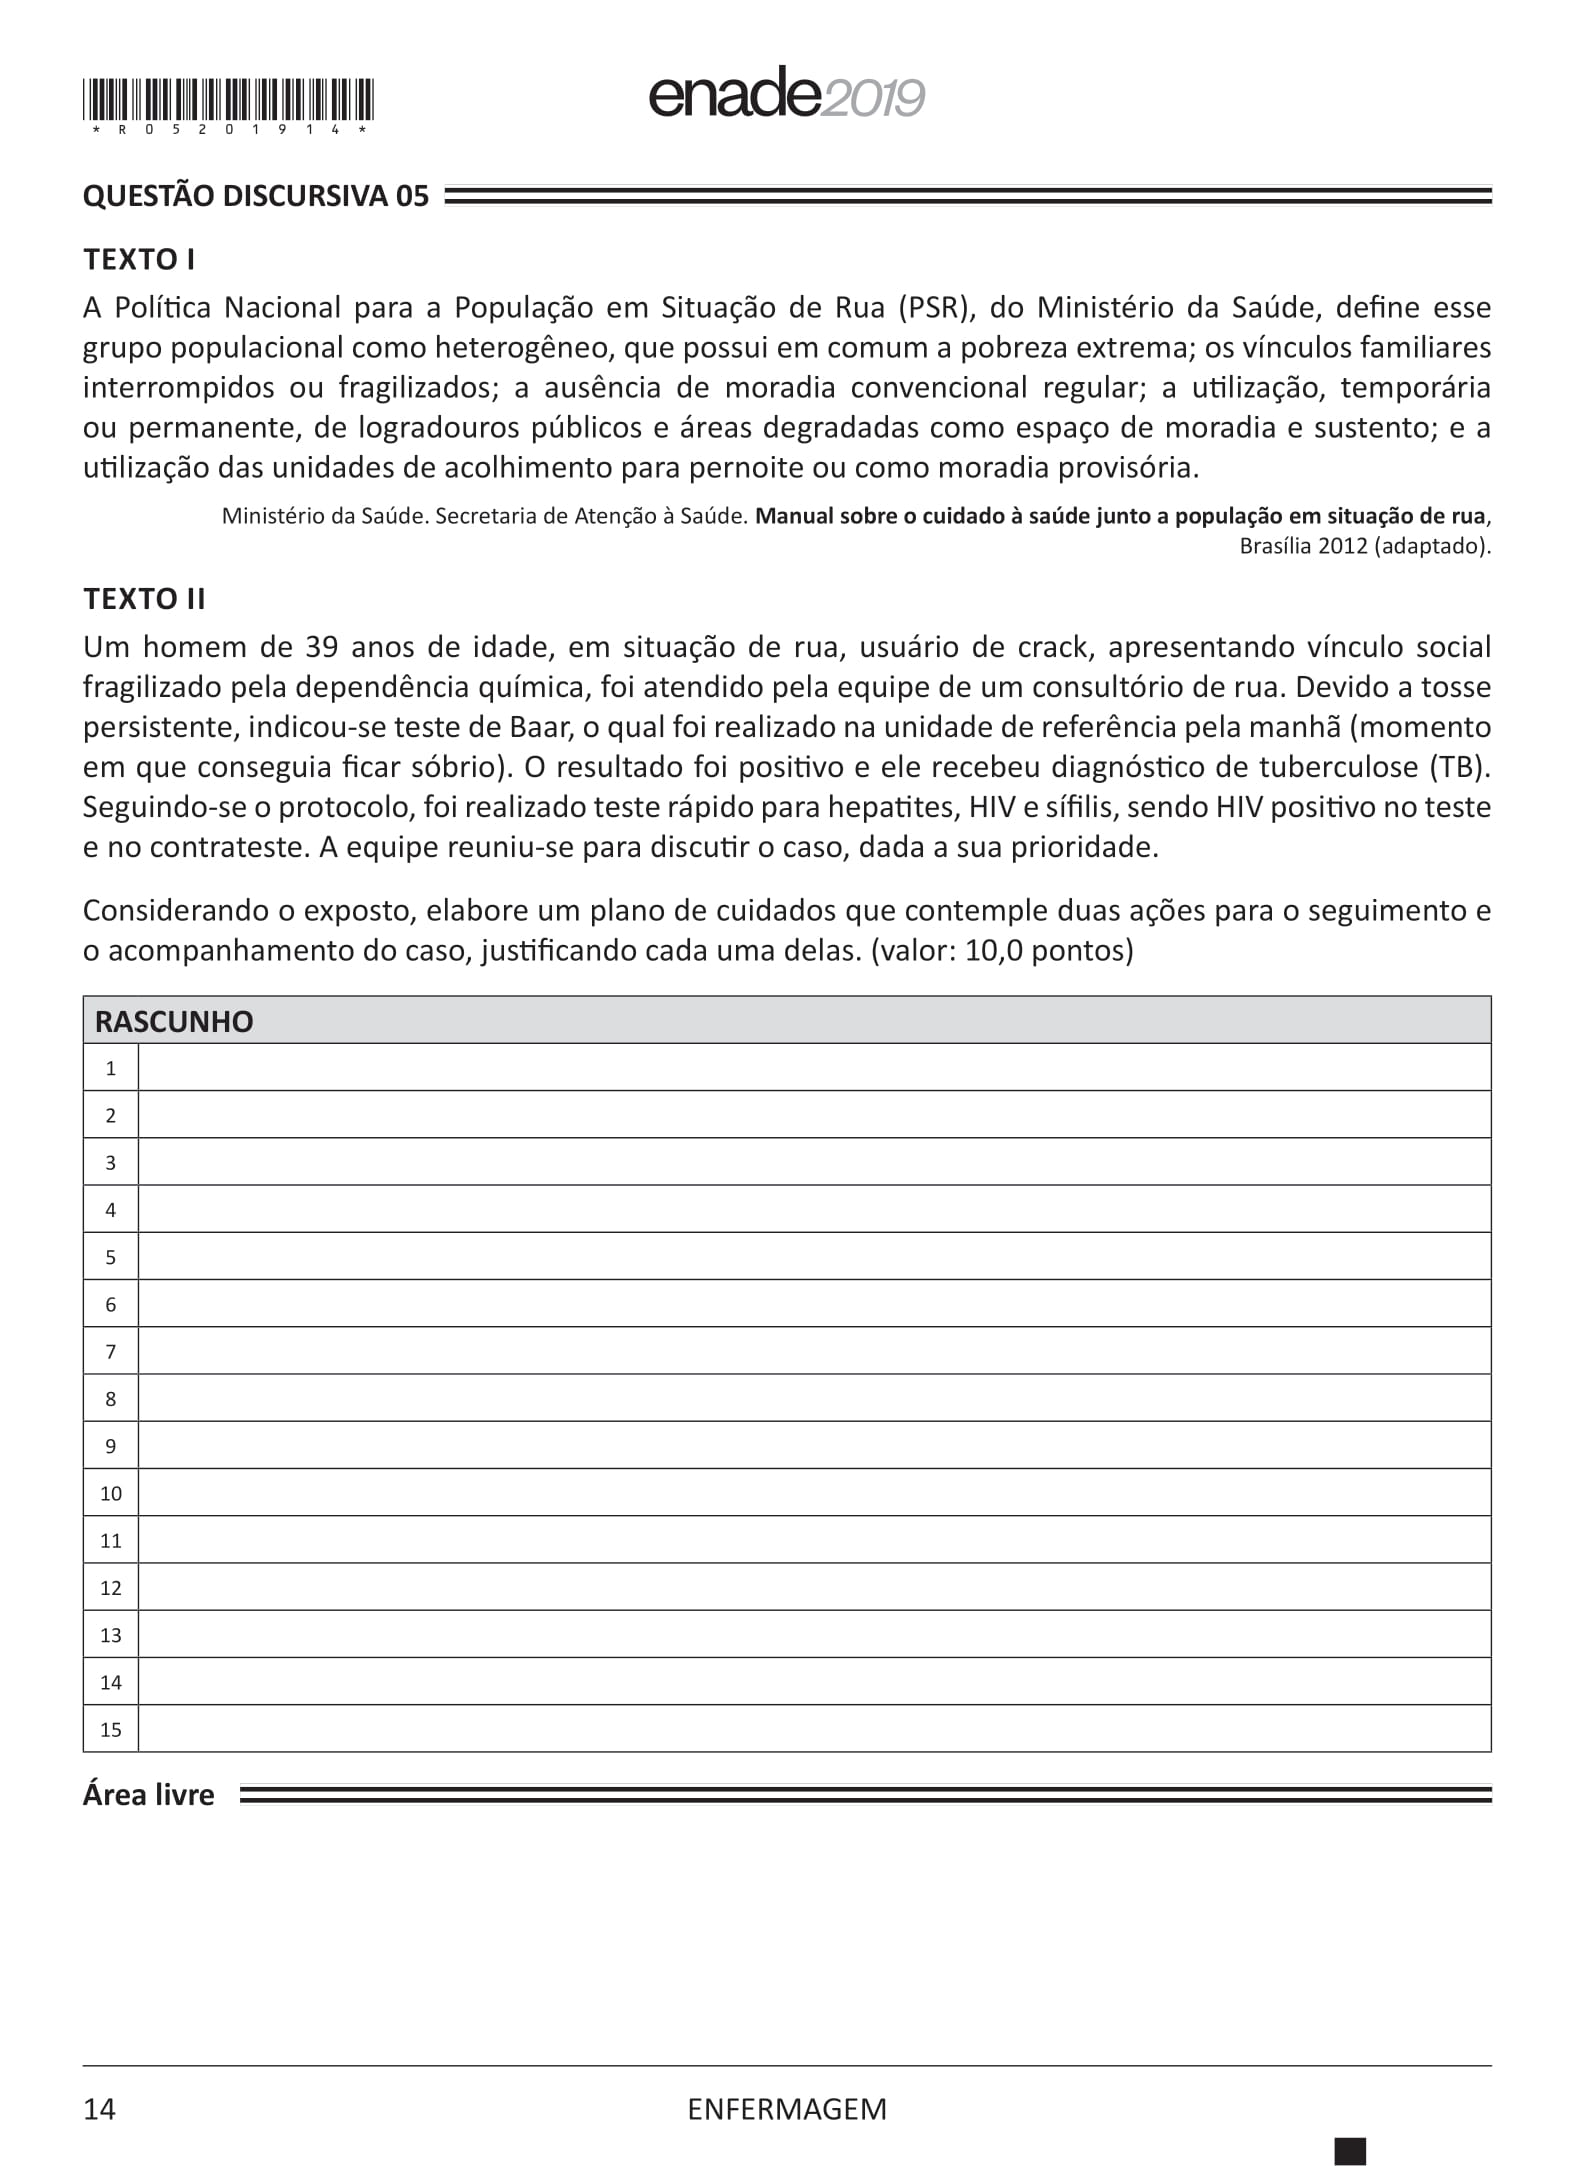 enade2019
*R05201914*
QUESTÃO DISCURSIVA 05
TEXTO I
A Política Nacional para a População em Situação de Rua (PSR), do Ministério da Saúde, define esse
grupo populacional como heterogêneo, que possui em comum a pobreza extrema; os vínculos familiares
interrompidos ou fragilizados; a ausência de moradia convencional regular; a utilização, temporária
ou permanente, de logradouros públicos e áreas degradadas como espaço de moradia e sustento; e a
utilização das unidades de acolhimento para pernoite ou como moradia provisória.
Ministério da Saúde. Secretaria de Atenção à Saúde. Manual sobre o cuidado à saúde junto a população em situação de rua,
Brasília 2012 (adaptado).
TEXTO II
Um homem de 39 anos de idade, em situação de rua, usuário de crack, apresentando vínculo social
fragilizado pela dependência química, foi atendido pela equipe de um consultório de rua. Devido a tosse
persistente, indicou-se teste de Baar, o qual foi realizado na unidade de referência pela manhã (momento
em que conseguia ficar sóbrio). O resultado foi positivo e ele recebeu diagnóstico de tuberculose (TB).
Seguindo-se o protocolo, foi realizado teste rápido para hepatites, HIV e sífilis, sendo HIV positivo no teste
e no contrateste. A equipe reuniu-se para discutir o caso, dada a sua prioridade.
Considerando o exposto, elabore um plano de cuidados que contemple duas ações para o seguimento e
o acompanhamento do caso, justificando cada uma delas. (valor: 10,0 pontos)
RASCUNHO
1
2
3
4
5
6
7
8
9
10
11
12
13
14
15
Área livre
14
ENFERMAGEM